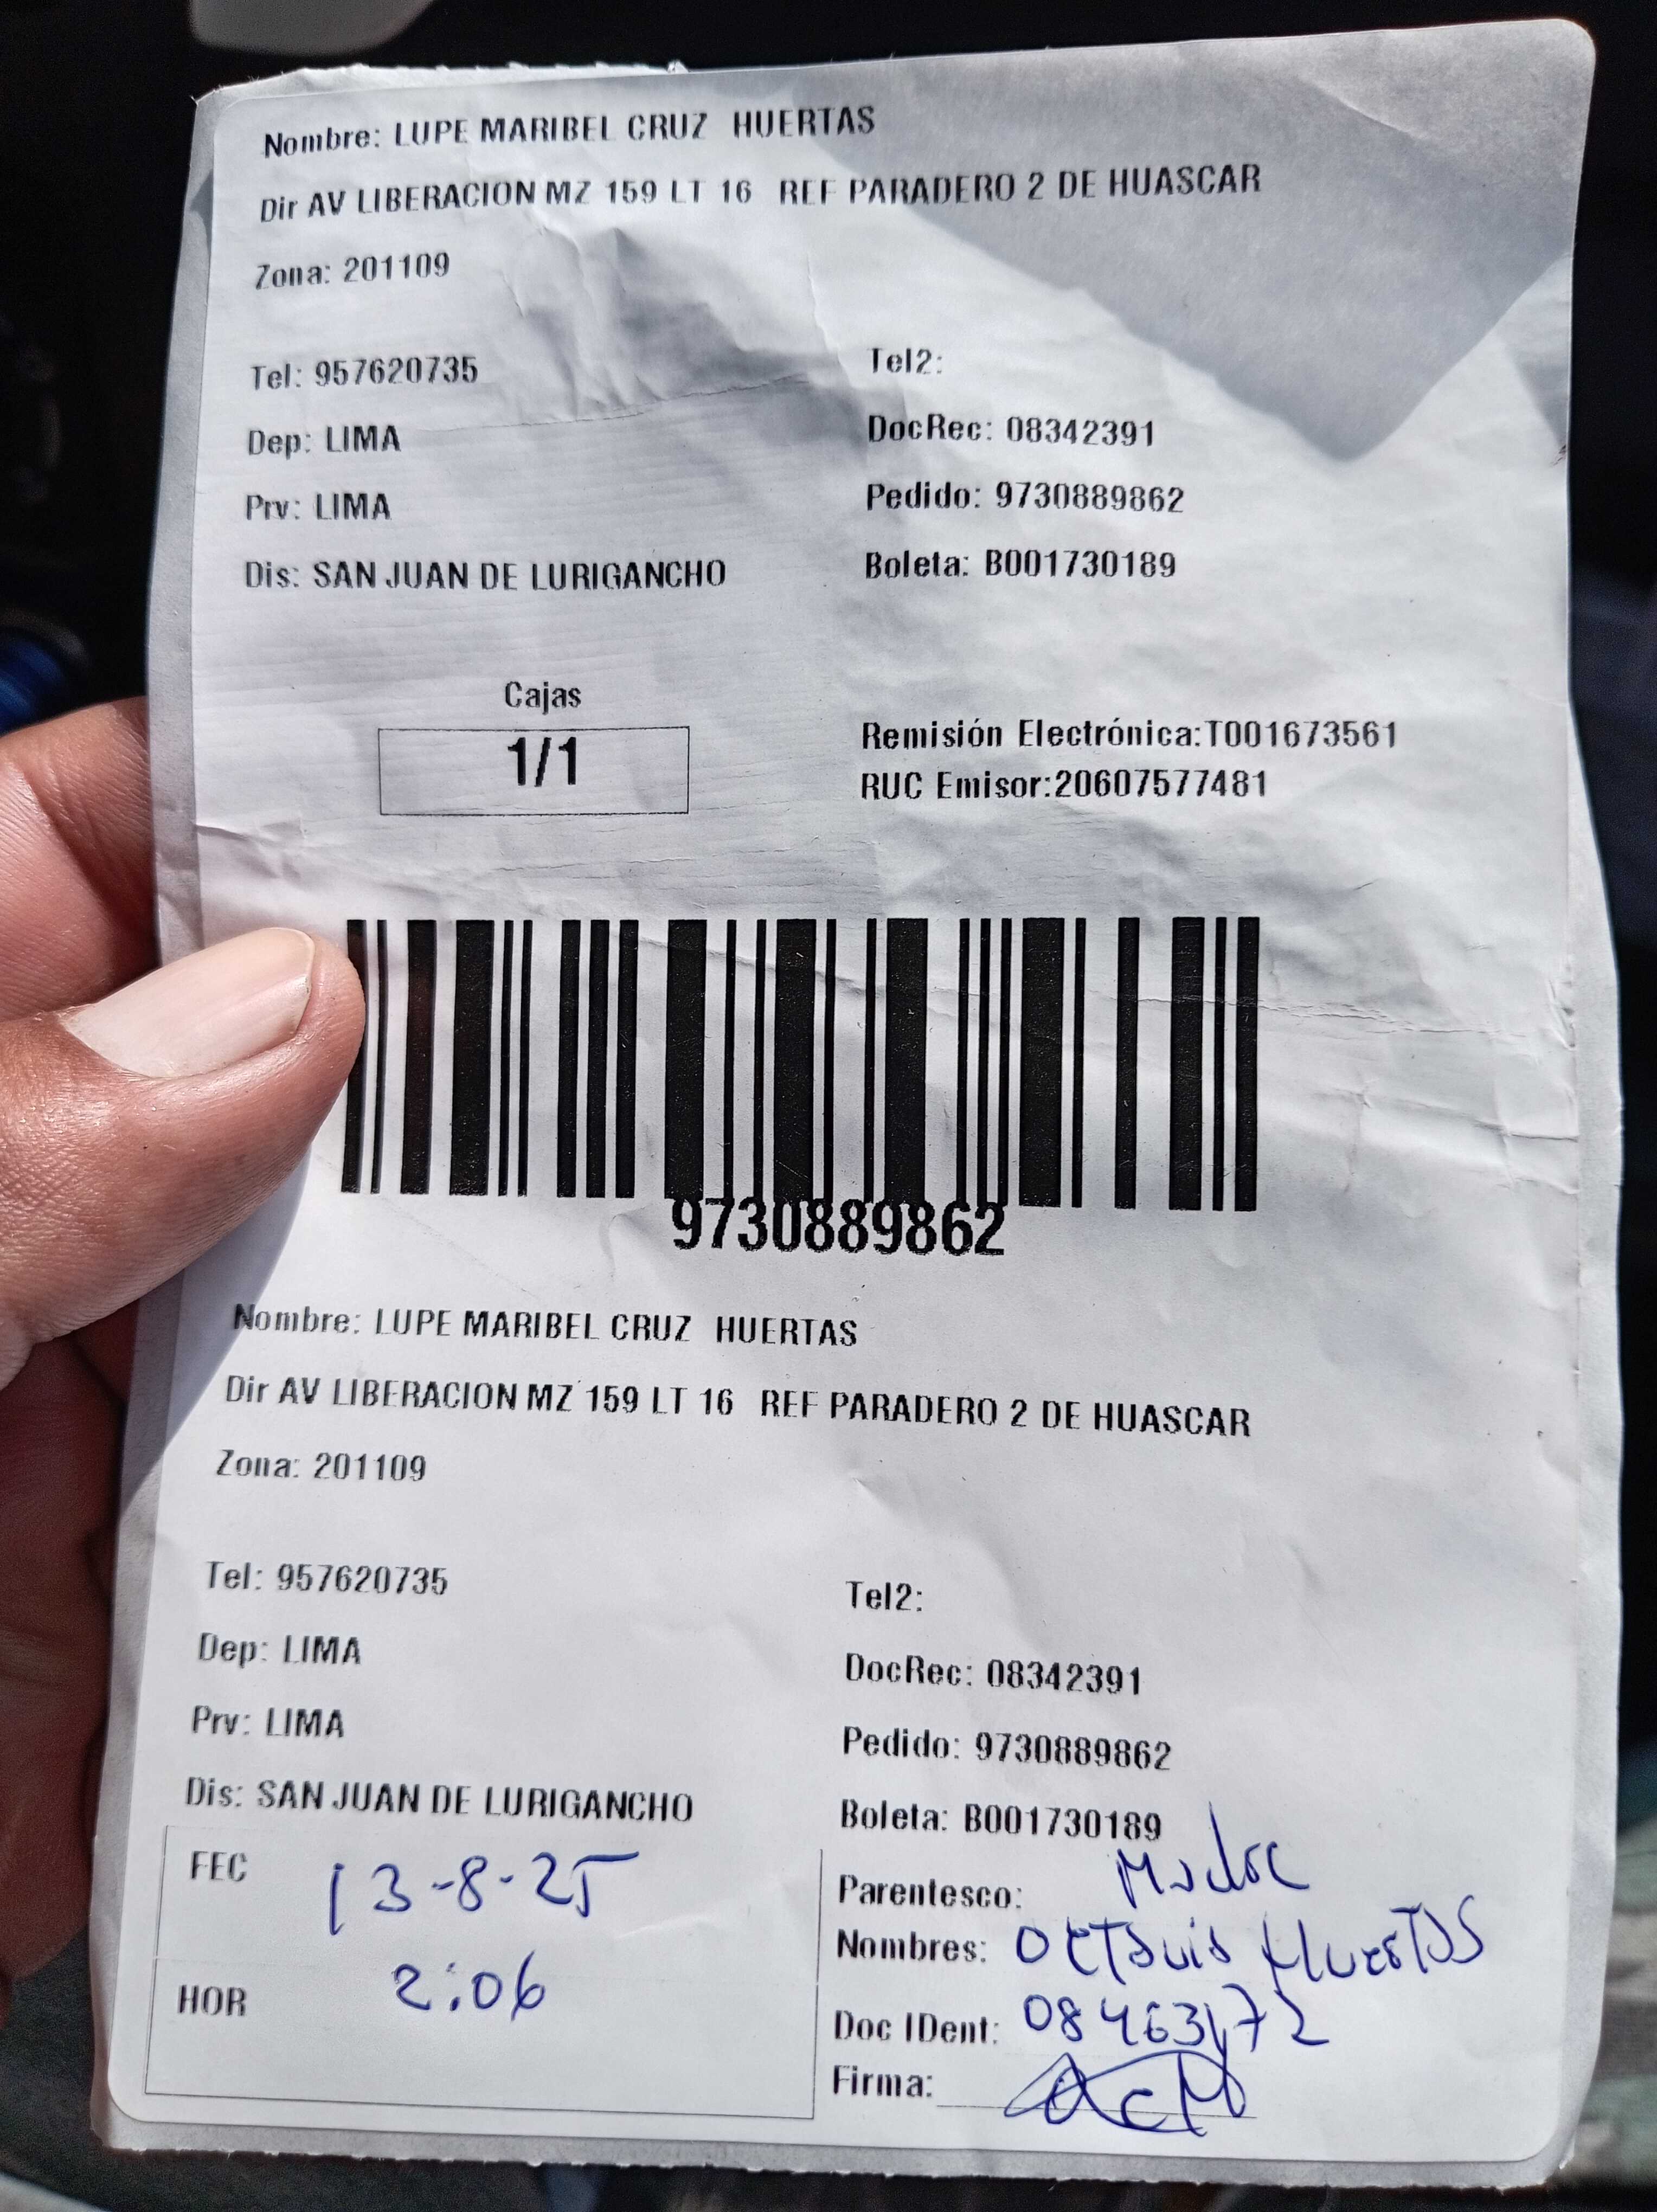 Nombre: LUPE MARIBEL CRUZ HUERTAS
Dir AV LIBERACION MZ 159 LT 16 REF PARADERO 2 DE HUASCAR
Zona: 201109
Tel: 957620735 Tel2:
Dep: LIMA DocRec: 08342391
Prv: LIMA Pedido: 9730889862
Dis: SAN JUAN DE LURIGANCHO Boleta: B001730189
Cajas
1/1
Remisión Electrónica:T001673561
RUC Emisor:20607577481
9730889862
Nombre: LUPE MARIBEL CRUZ HUERTAS
Dir AV LIBERACION MZ 159 LT 16 REF PARADERO 2 DE HUASCAR
Zona: 201109
Tel: 957620735 Tel2:
Dep: LIMA DocRec: 08342391
Prv: LIMA Pedido: 9730889862
Dis: SAN JUAN DE LURIGANCHO Boleta: B001730189
FEC 13-8-25 Parentesco: Madre
Nombres: Octavia Huertas
HOR 2:06 Doc IDent:
Firma: